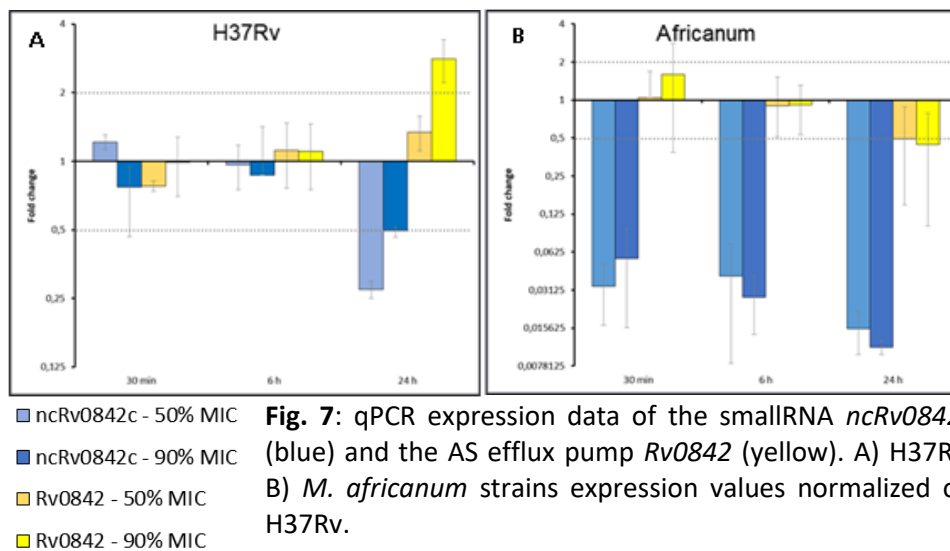 A
H37Rv
4
2
1
0,5
0,25
0,125
Fold change
30 min
6 h
24 h
B
Africanum
4
2
1
0,5
0,25
0,125
0,0625
0,03125
0,015625
0,0078125
Fold change
30 min
6 h
24 h
ncRv0842c - 50% MIC
ncRv0842c - 90% MIC
Rv0842 - 50% MIC
Rv0842 - 90% MIC
Fig. 7: qPCR expression data of the smallRNA ncRv0842
(blue) and the AS efflux pump Rv0842 (yellow). A) H37R
B) M. africanum strains expression values normalized o
H37Rv.